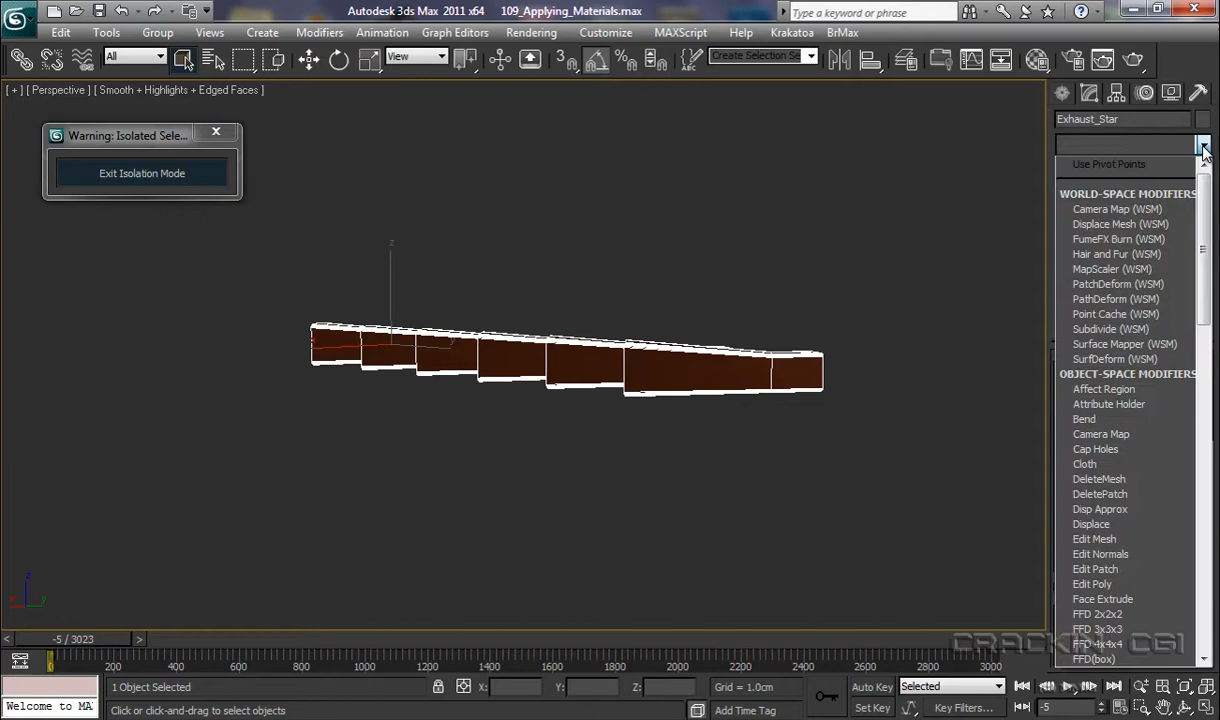 Autodesk 3ds Max 2011 x64 109_Applying_Materials.max
Type a keyword or phrase
Edit Tools Group Views Create Modifiers Animation Graph Editors Rendering Customize MAXScript Help Krakatoa BrMax
All View 3 Create Selection Se
[ + ] [ Perspective ] [ Smooth + Highlights + Edged Faces ]
Warning: Isolated Sele...
Exit Isolation Mode
Exhaust_Star
Use Pivot Points
WORLD-SPACE MODIFIERS
Camera Map (WSM)
Displace Mesh (WSM)
FumeFX Burn (WSM)
Hair and Fur (WSM)
MapScaler (WSM)
PatchDeform (WSM)
PathDeform (WSM)
Point Cache (WSM)
Subdivide (WSM)
Surface Mapper (WSM)
SurfDeform (WSM)
OBJECT-SPACE MODIFIERS
Affect Region
Attribute Holder
Bend
Camera Map
Cap Holes
Cloth
DeleteMesh
DeletePatch
Disp Approx
Displace
Edit Mesh
Edit Normals
Edit Patch
Edit Poly
Face Extrude
FFD 2x2x2
FFD 3x3x3
FFD 4x4x4
FFD(box)
CRACKIN CGI
z
x
y
z
x y
< -5 / 3023 >
0 200 400 600 800 1000 1200 1400 1600 1800 2000 2200 2400 2600 2800 3000
1 Object Selected X: Y: Z: Grid = 1.0cm Auto Key Selected
Welcome to MA Click or click-and-drag to select objects Add Time Tag Set Key Key Filters... -5